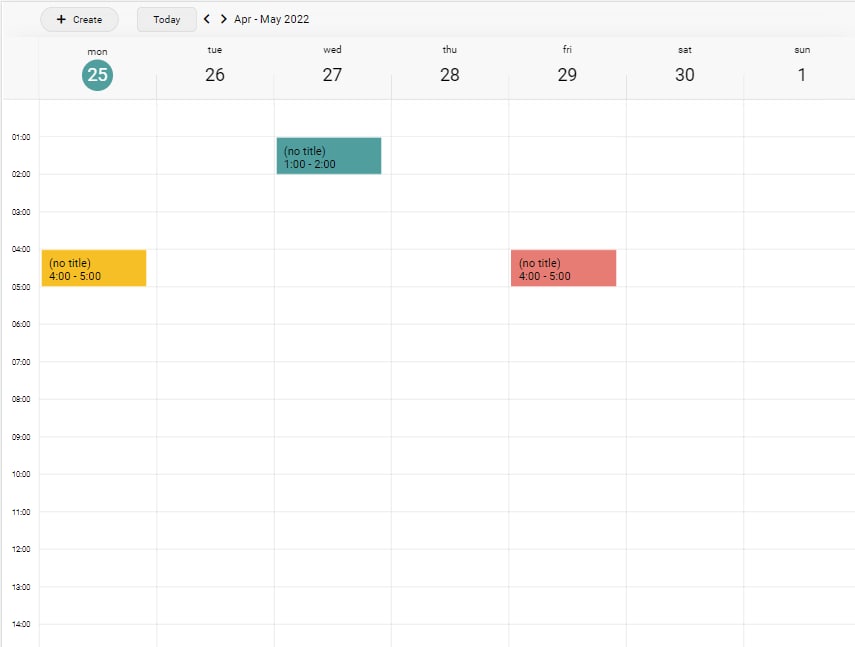 + Create Today < > Apr - May 2022
mon tue wed thu fri sat sun
25 26 27 28 29 30 1
01:00
(no title)
1:00 - 2:00
02:00
03:00
04:00
(no title) (no title)
4:00 - 5:00 4:00 - 5:00
05:00
06:00
07:00
08:00
09:00
10:00
11:00
12:00
13:00
14:00